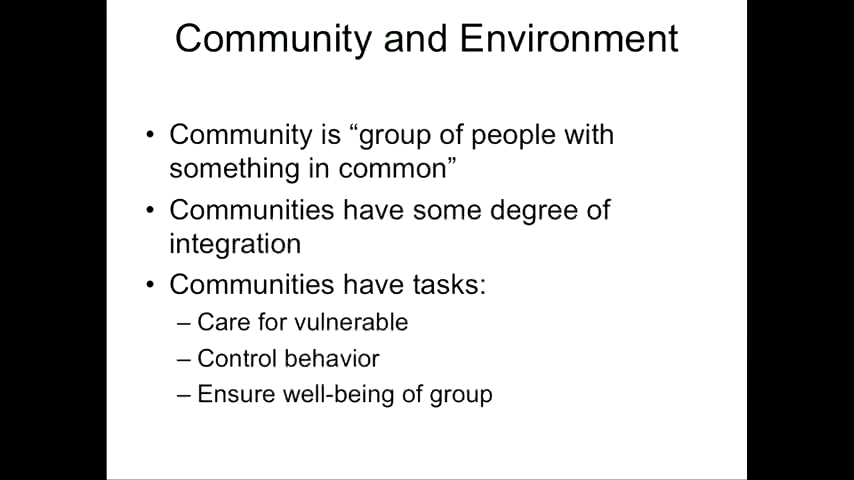 Community and Environment
• Community is “group of people with
something in common”
• Communities have some degree of
integration
• Communities have tasks:
– Care for vulnerable
– Control behavior
– Ensure well-being of group